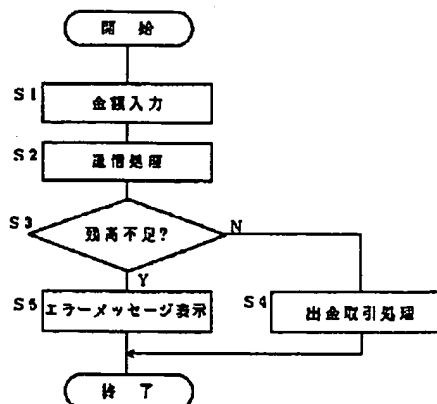 開始
S1
金額入力
S2
通信処理
S3
残高不足?
N
Y
S5
エラーメッセージ表示
S4
出金取引処理
終了